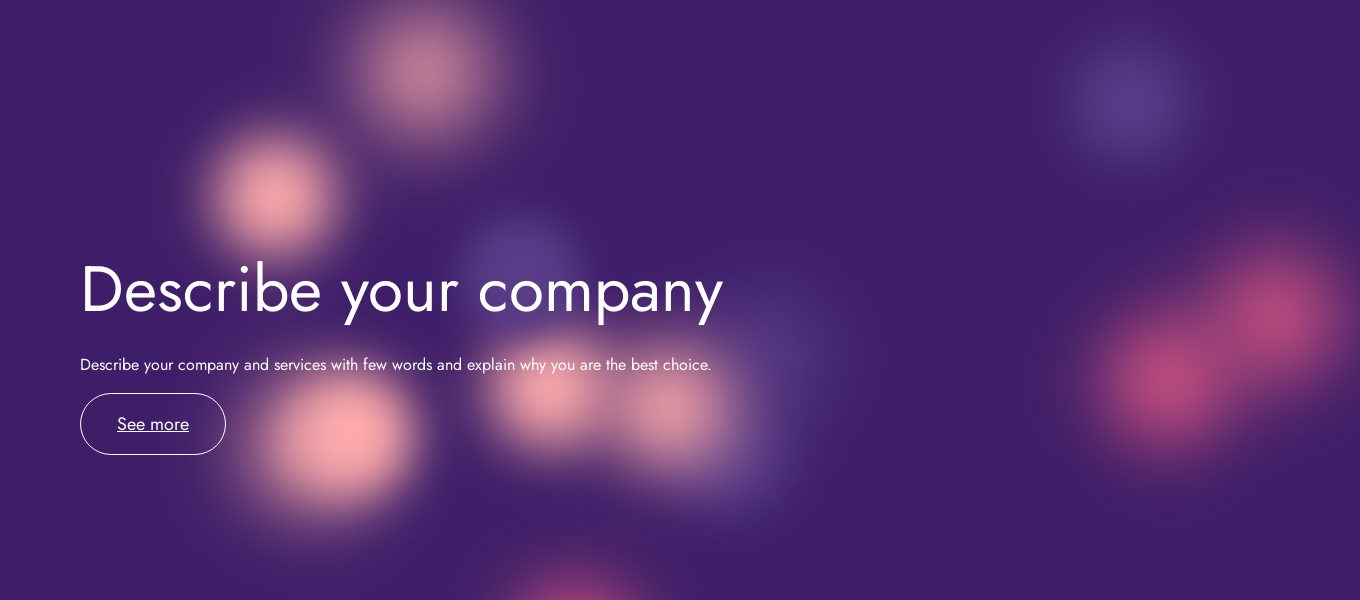 Describe your company
Describe your company and services with few words and explain why you are the best choice.
See more